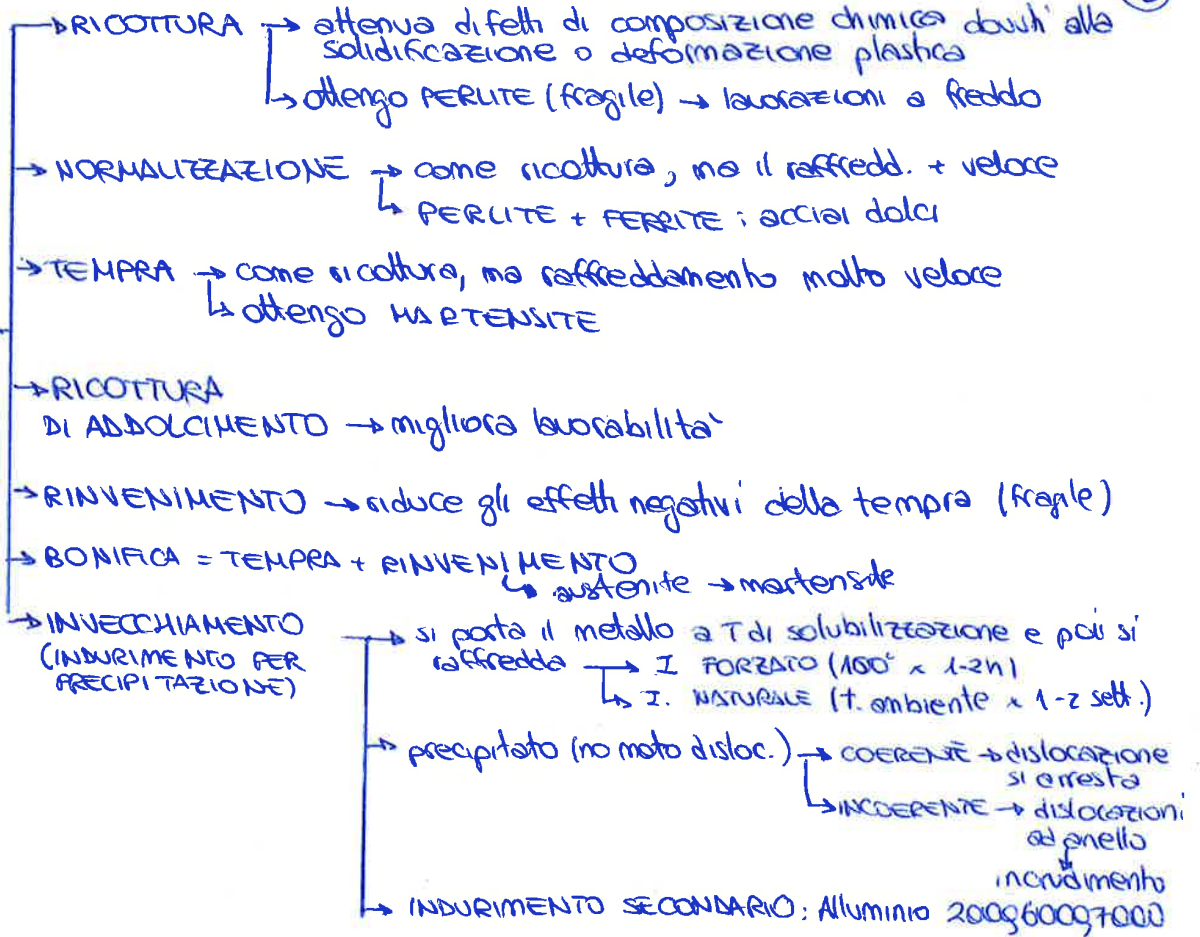 → RICOTTURA → attenua difetti di composizione chimica dovuti alla
solidificazione o deformazione plastica
↳ ottengo PERLITE (fragile) → lavorazioni a freddo
→ NORMALIZZAZIONE → come ricottura, ma il raffredd. + veloce
↳ PERLITE + FERRITE : acciai dolci
→ TEMPRA → come ricottura, ma raffreddamento molto veloce
↳ ottengo MARTENSITE
→ RICOTTURA
DI ADDOLCIMENTO → migliora lavorabilità
→ RINVENIMENTO → riduce gli effetti negativi della tempra (fragile)
→ BONIFICA = TEMPRA + RINVENIMENTO
↳ austenite → martensite
→ INVECCHIAMENTO → si porta il metallo a T di solubilizzazione e poi si
(INDURIMENTO PER raffredda → I FORZATO (100° x 1-2h)
PRECIPITAZIONE) ↳ I. NATURALE (t. ambiente x 1-2 sett.)
→ precipitato (no moto disloc.) → COERENTE → dislocazione
si arresta
↳ INCOERENTE → dislocazioni
ad anello
↓
incrudimento
→ INDURIMENTO SECONDARIO: Alluminio 2000,6000,7000